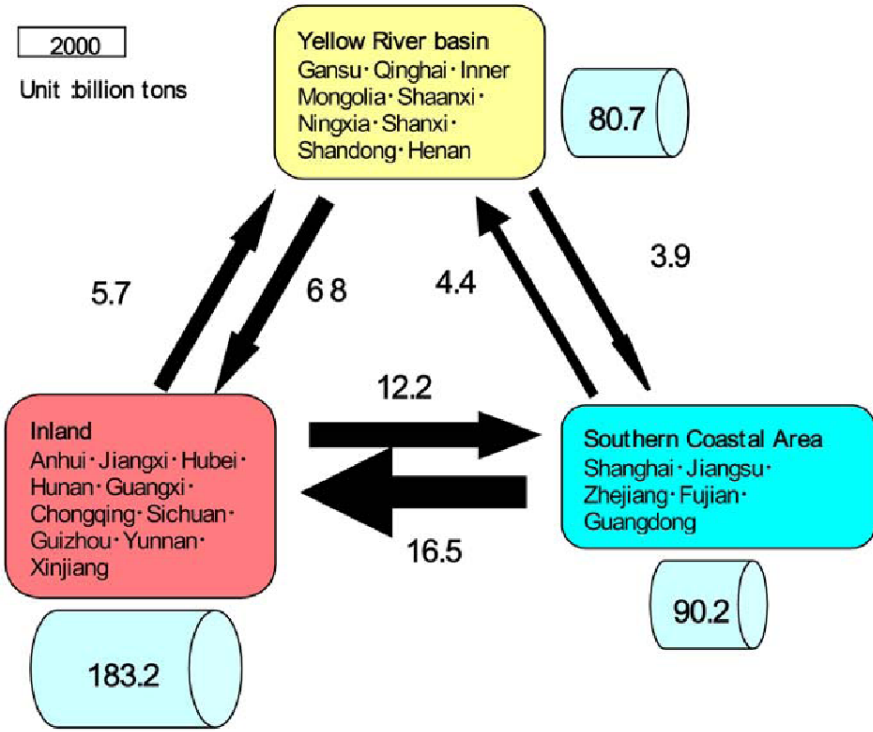 2000
Unit :billion tons
Yellow River basin
Gansu・Qinghai・Inner
Mongolia・Shaanxi・
Ningxia・Shanxi・
Shandong・Henan
80.7
5.7
6 8
4.4
3.9
12.2
16.5
Inland
Anhui・Jiangxi・Hubei・
Hunan・Guangxi・
Chongqing・Sichuan・
Guizhou・Yunnan・
Xinjiang
Southern Coastal Area
Shanghai・Jiangsu・
Zhejiang・Fujian・
Guangdong
90.2
183.2